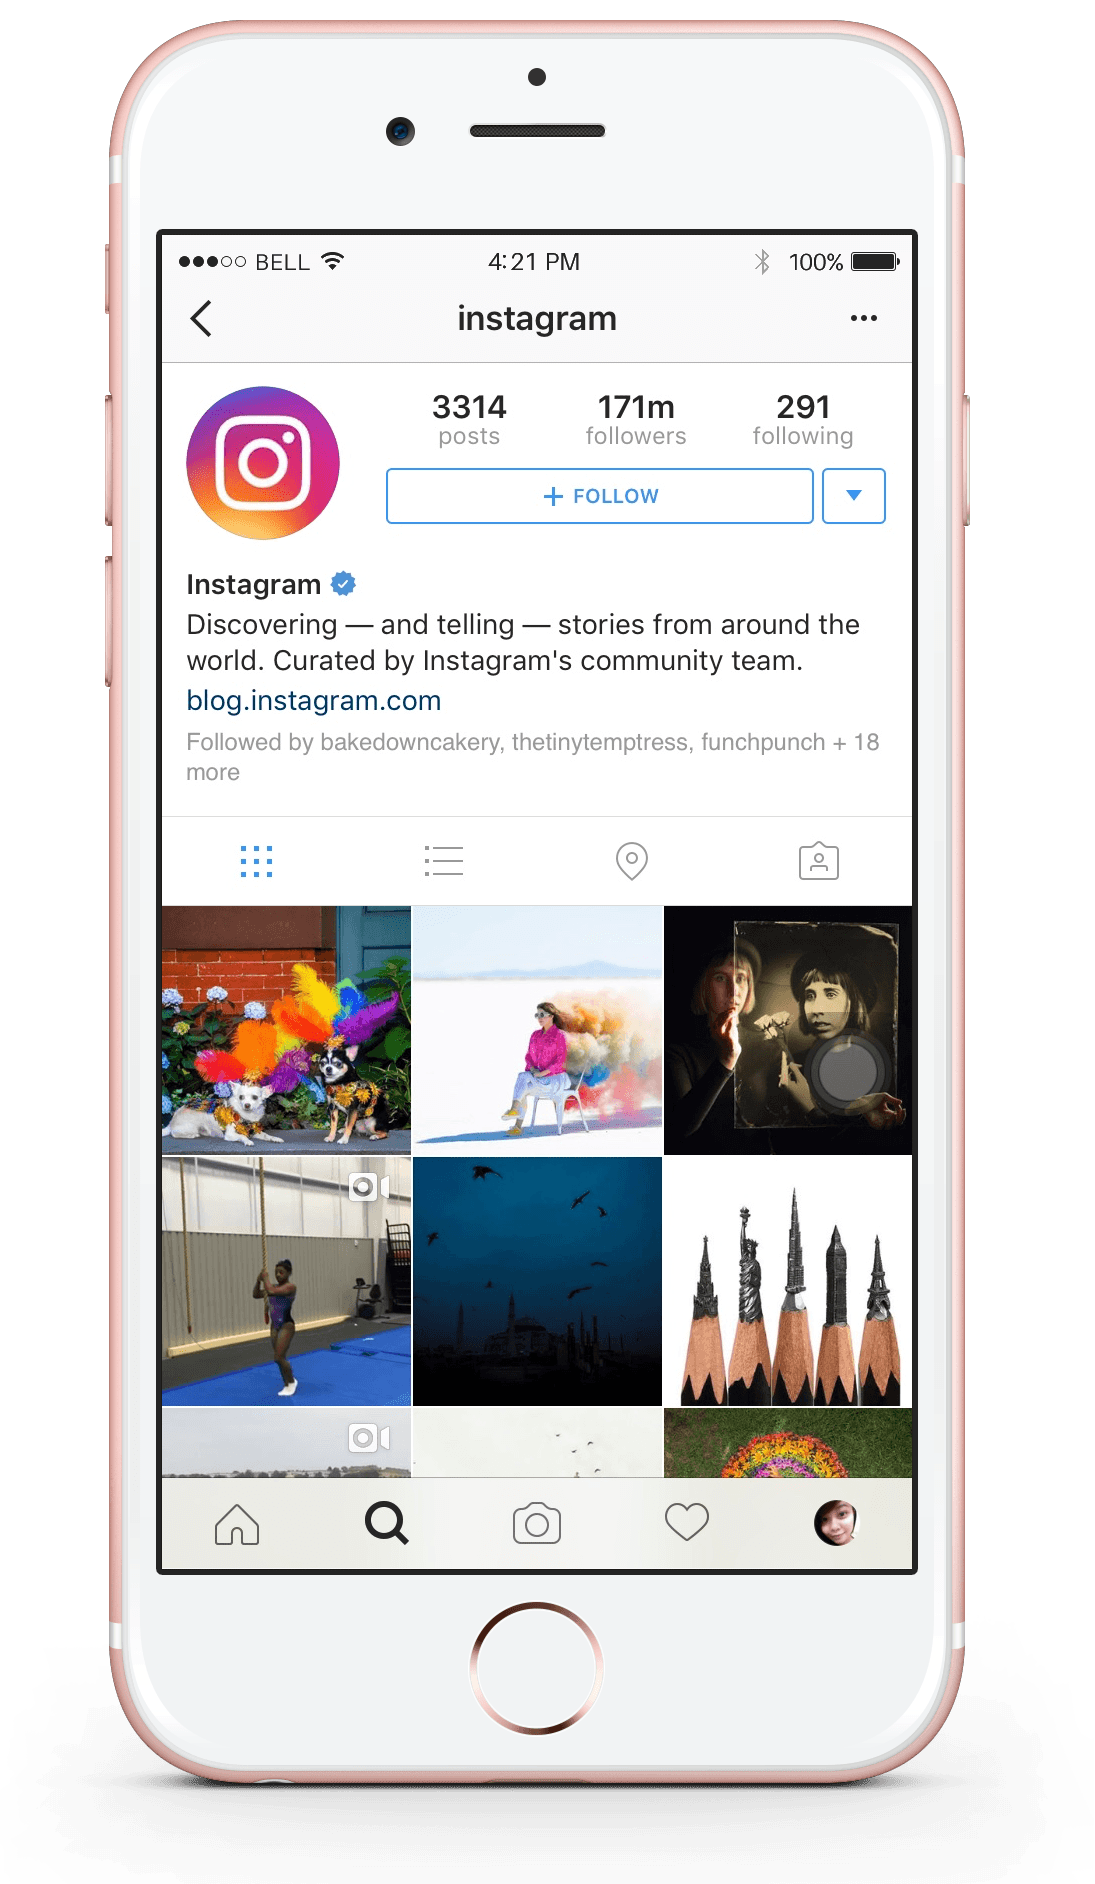 BELL 4:21 PM 100%
instagram
3314 171m 291
posts followers following
+ FOLLOW
Instagram
Discovering — and telling — stories from around the
world. Curated by Instagram's community team.
blog.instagram.com
Followed by bakedowncakery, thetinytemptress, funchpunch + 18
more